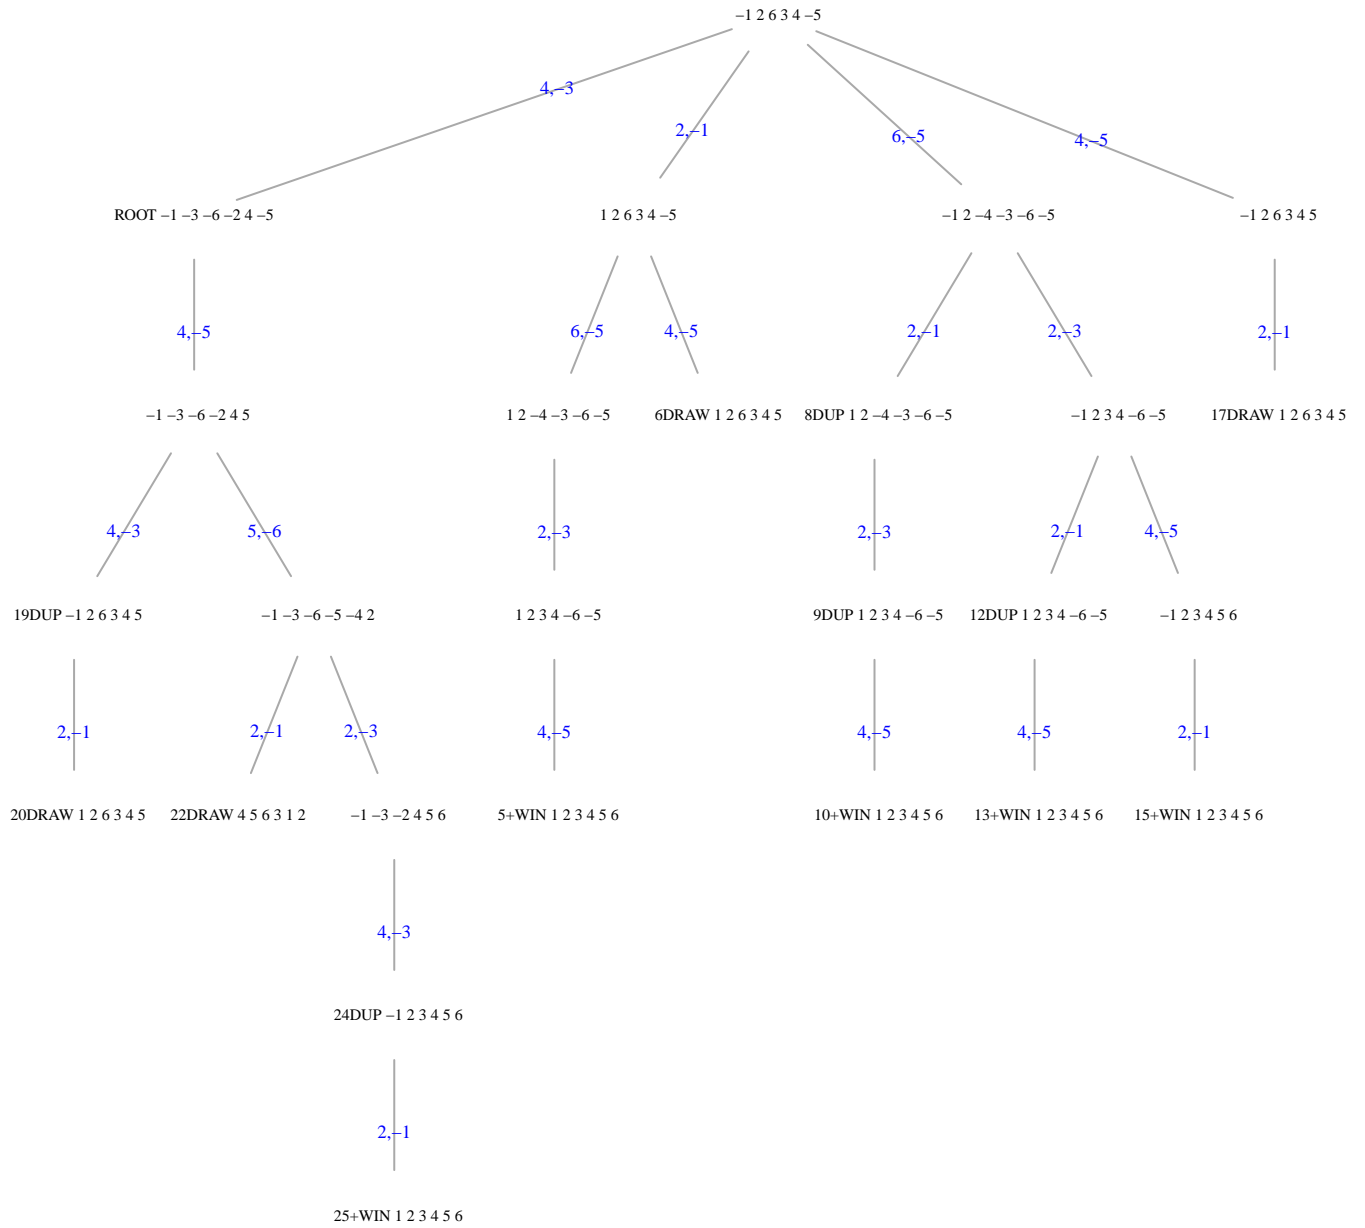 −1 2 6 3 4 −5
4,−3
2,−1
6,−5
4,−5
ROOT −1 −3 −6 −2 4 −5
1 2 6 3 4 −5
−1 2 −4 −3 −6 −5
−1 2 6 3 4 5
4,−5
6,−5
4,−5
2,−1
2,−3
2,−1
−1 −3 −6 −2 4 5
1 2 −4 −3 −6 −5
6DRAW 1 2 6 3 4 5
8DUP 1 2 −4 −3 −6 −5
−1 2 3 4 −6 −5
17DRAW 1 2 6 3 4 5
4,−3
5,−6
2,−3
2,−3
2,−1
4,−5
19DUP −1 2 6 3 4 5
−1 −3 −6 −5 −4 2
1 2 3 4 −6 −5
9DUP 1 2 3 4 −6 −5
12DUP 1 2 3 4 −6 −5
−1 2 3 4 5 6
2,−1
2,−1
2,−3
4,−5
4,−5
4,−5
2,−1
20DRAW 1 2 6 3 4 5
22DRAW 4 5 6 3 1 2
−1 −3 −2 4 5 6
5+WIN 1 2 3 4 5 6
10+WIN 1 2 3 4 5 6
13+WIN 1 2 3 4 5 6
15+WIN 1 2 3 4 5 6
4,−3
24DUP −1 2 3 4 5 6
2,−1
25+WIN 1 2 3 4 5 6